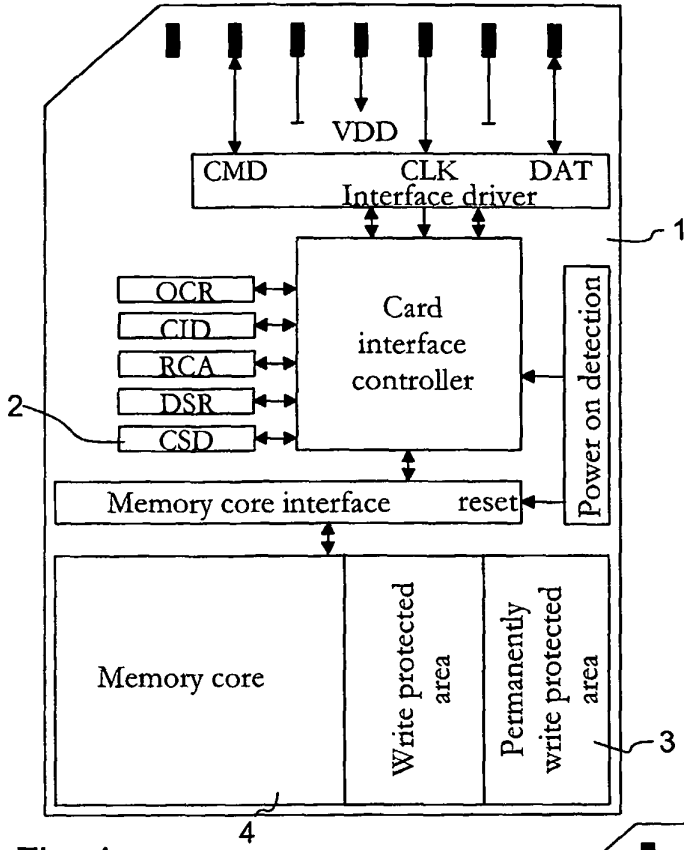 VDD
CMD CLK DAT
Interface driver
1
OCR
CID
RCA
DSR
CSD
2
Card
interface
controller
Power on detection
Memory core interface reset
Memory core
Write protected
area
Permanently
write protected
area
3
4